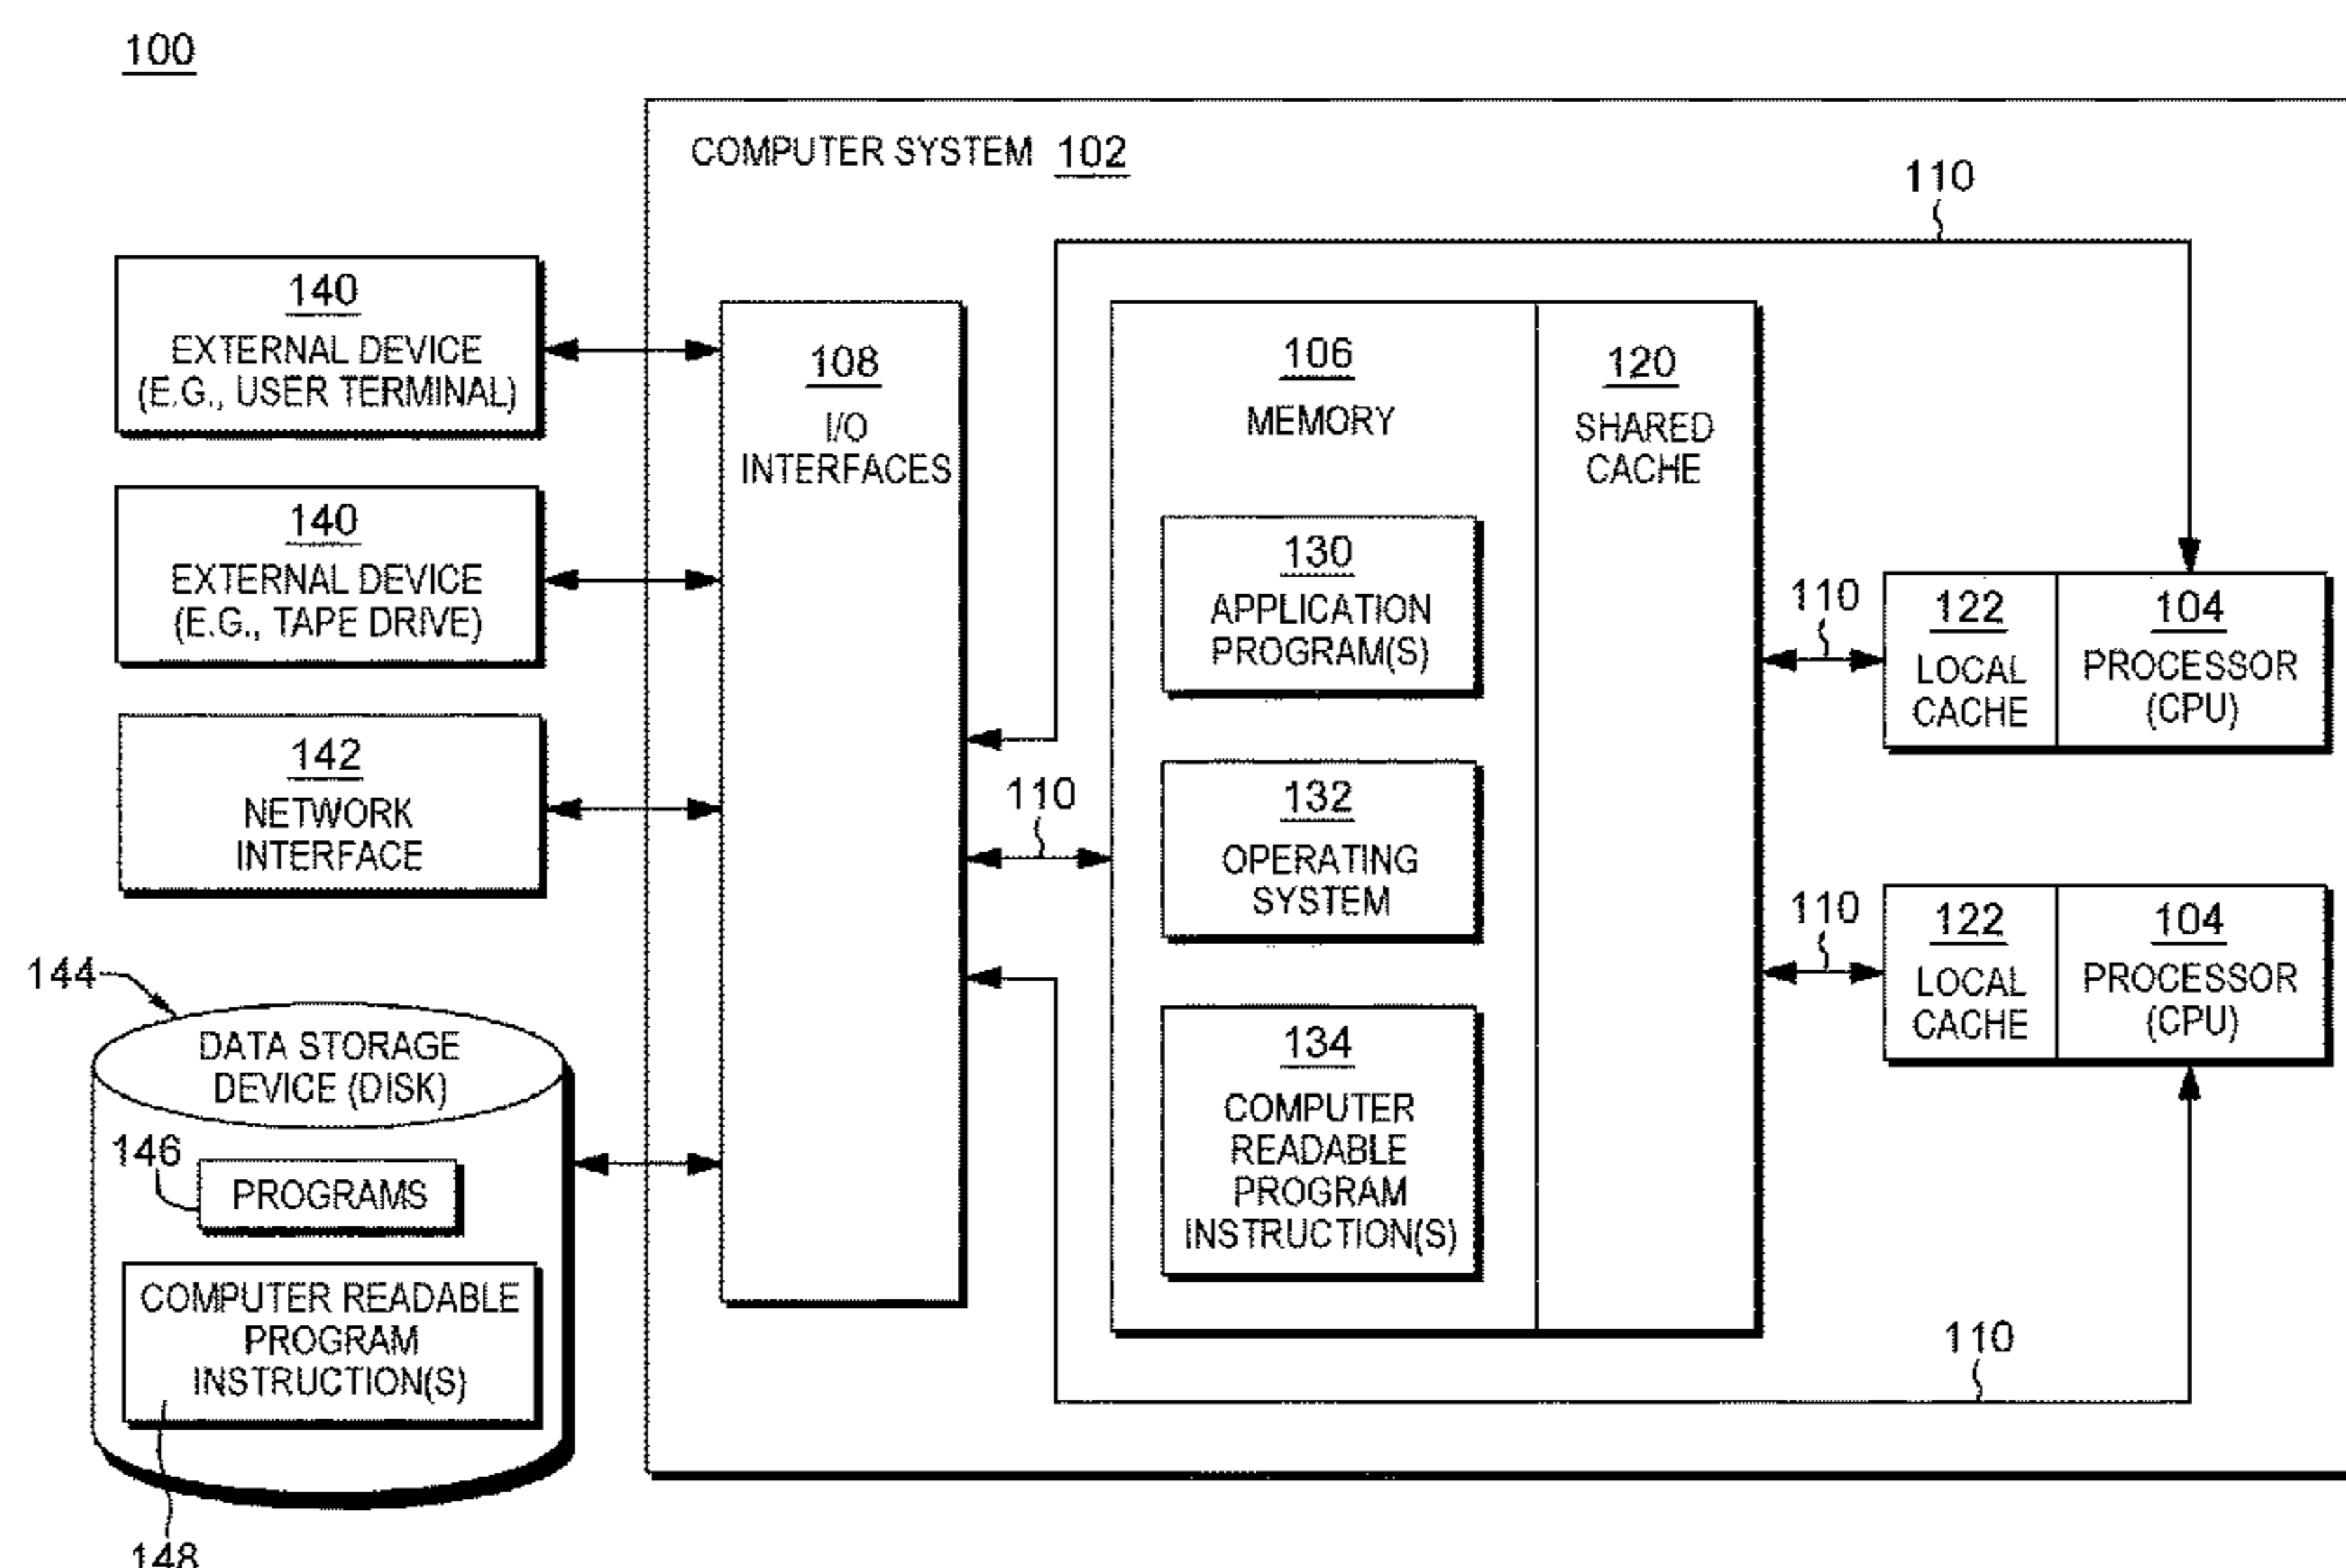 100
COMPUTER SYSTEM 102
110
140
EXTERNAL DEVICE
(E.G., USER TERMINAL)
140
EXTERNAL DEVICE
(E.G., TAPE DRIVE)
142
NETWORK
INTERFACE
144
DATA STORAGE
DEVICE (DISK)
146
PROGRAMS
COMPUTER READABLE
PROGRAM
INSTRUCTION(S)
148
108
I/O
INTERFACES
110
106
MEMORY
130
APPLICATION
PROGRAM(S)
132
OPERATING
SYSTEM
134
COMPUTER
READABLE
PROGRAM
INSTRUCTION(S)
120
SHARED
CACHE
110
122
LOCAL
CACHE
104
PROCESSOR
(CPU)
110
122
LOCAL
CACHE
104
PROCESSOR
(CPU)
110